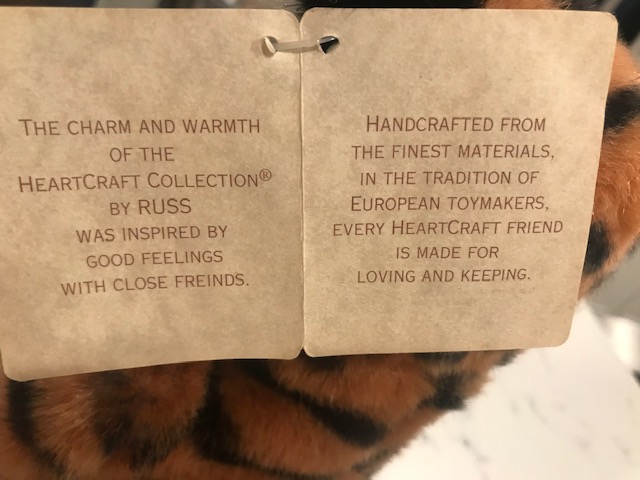 THE CHARM AND WARMTH
OF THE
HEARTCRAFT COLLECTION®
BY RUSS
WAS INSPIRED BY
GOOD FEELINGS
WITH CLOSE FREINDS.
HANDCRAFTED FROM
THE FINEST MATERIALS,
IN THE TRADITION OF
EUROPEAN TOYMAKERS,
EVERY HEARTCRAFT FRIEND
IS MADE FOR
LOVING AND KEEPING.